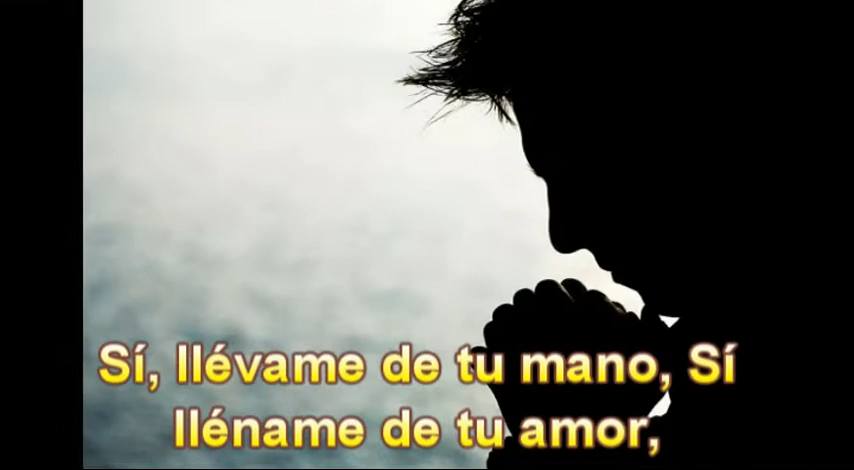 Sí, llévame de tu mano, Sí
lléname de tu amor,